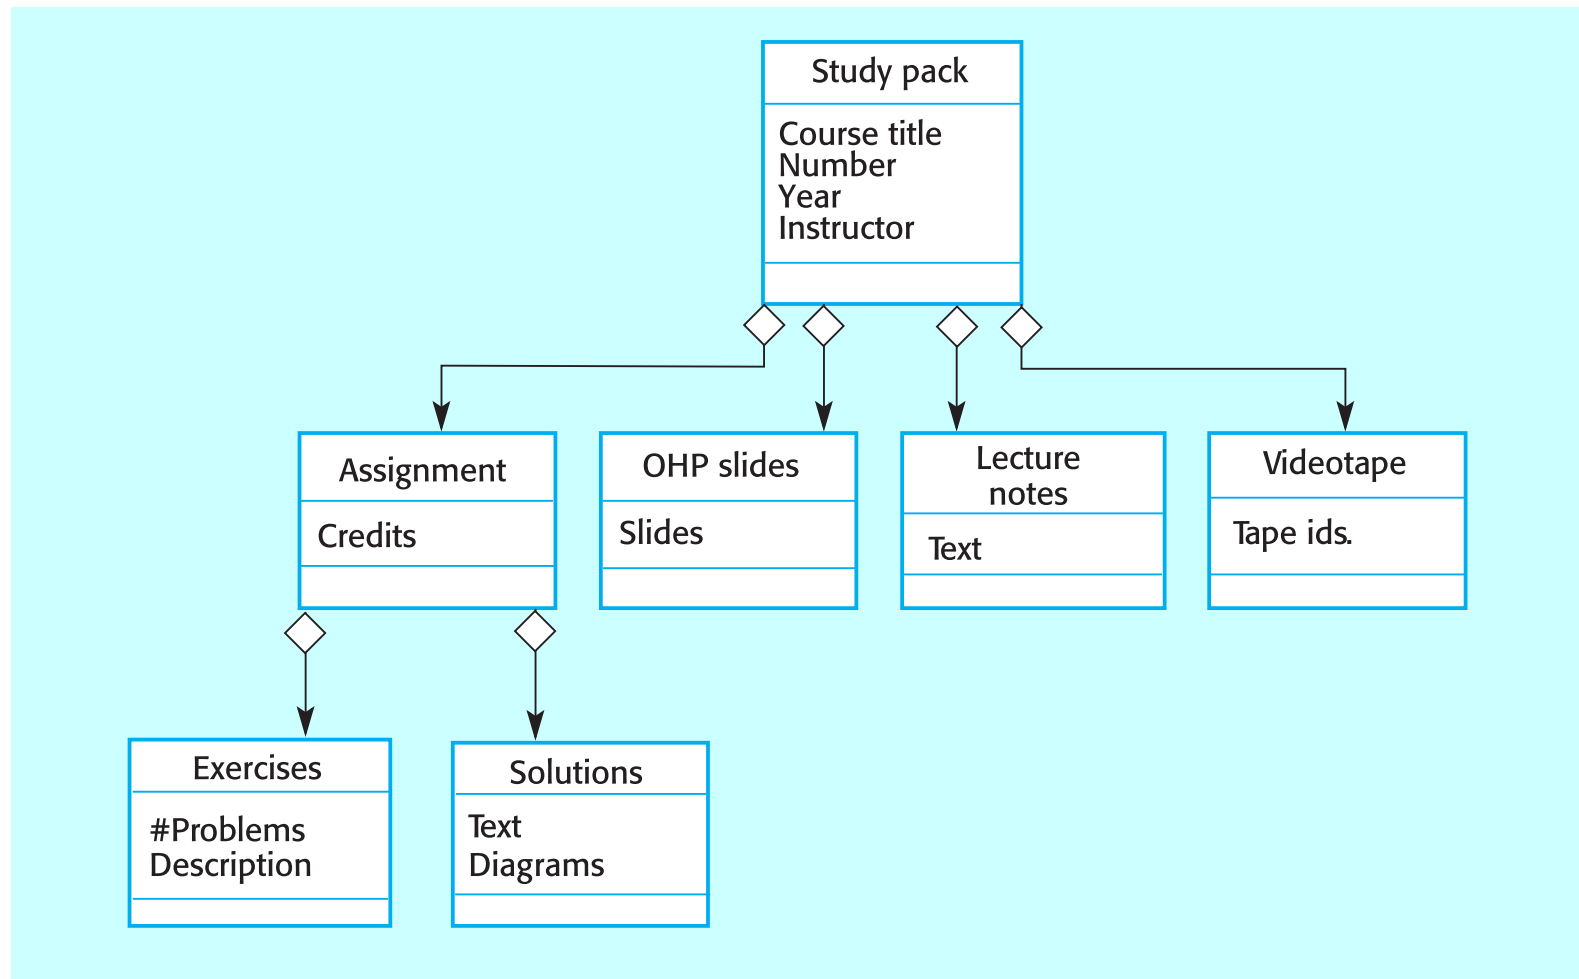 Study pack
Course title
Number
Year
Instructor
Assignment
Credits
OHP slides
Slides
Lecture
notes
Text
Videotape
Tape ids.
Exercises
#Problems
Description
Solutions
Text
Diagrams